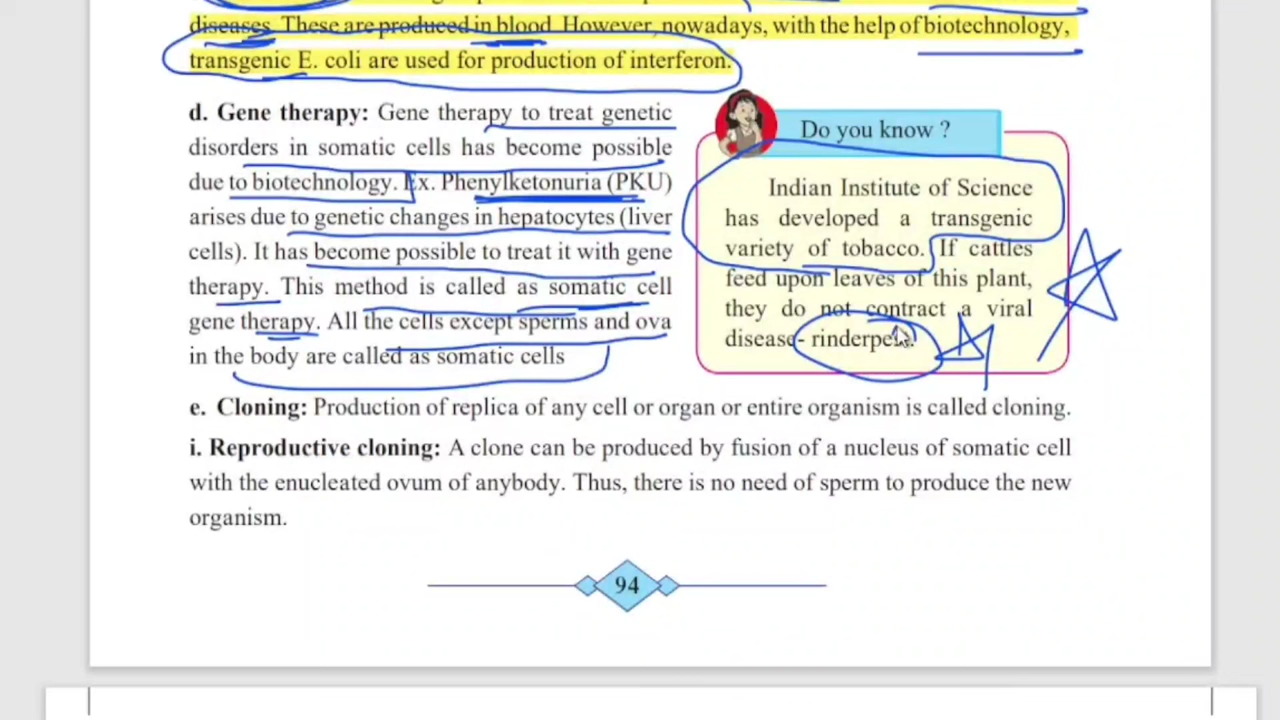 diseases. These are produced in blood. However, nowadays, with the help of biotechnology,
transgenic E. coli are used for production of interferon.
d. Gene therapy: Gene therapy to treat genetic
disorders in somatic cells has become possible
due to biotechnology. Ex. Phenylketonuria (PKU)
arises due to genetic changes in hepatocytes (liver
cells). It has become possible to treat it with gene
therapy. This method is called as somatic cell
gene therapy. All the cells except sperms and ova
in the body are called as somatic cells
Do you know ?
Indian Institute of Science
has developed a transgenic
variety of tobacco. If cattles
feed upon leaves of this plant,
they do not contract a viral
disease- rinderpest.
e. Cloning: Production of replica of any cell or organ or entire organism is called cloning.
i. Reproductive cloning: A clone can be produced by fusion of a nucleus of somatic cell
with the enucleated ovum of anybody. Thus, there is no need of sperm to produce the new
organism.
94